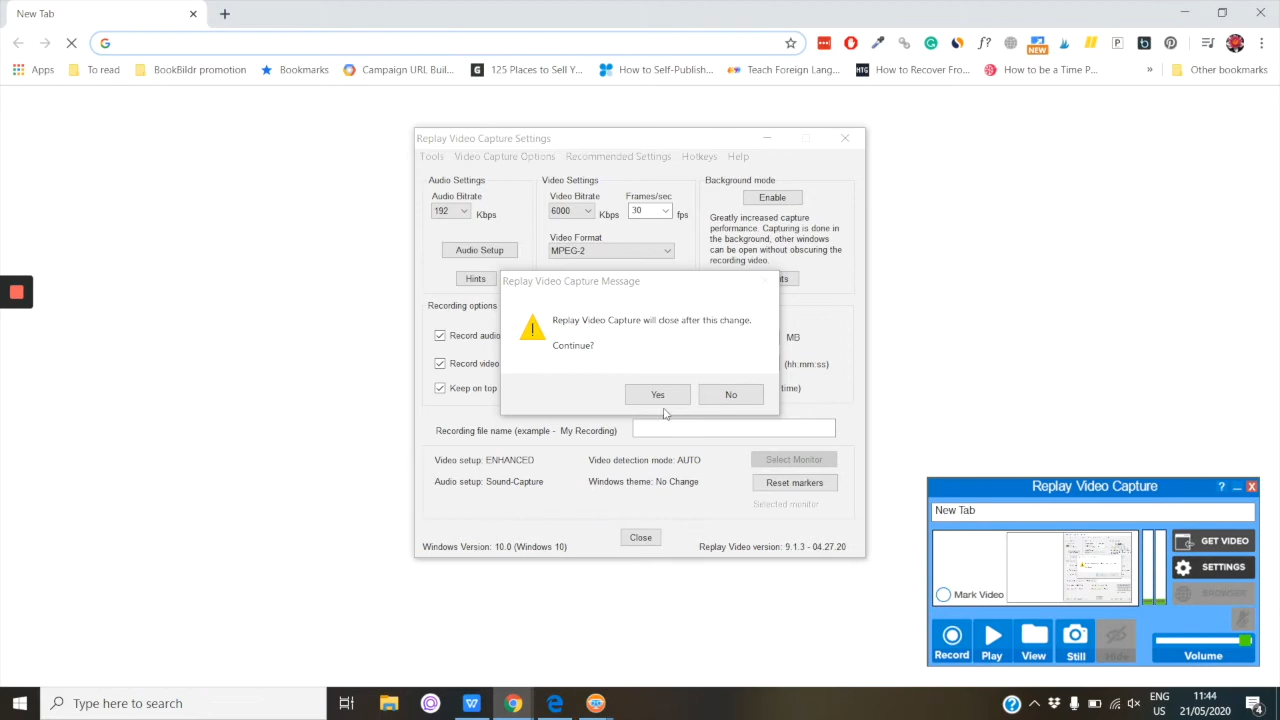 New Tab
NEW
Apps
To read
BookBildr promotion
Bookmarks
Campaign URL Buil...
125 Places to Sell Y...
How to Self-Publish...
Teach Foreign Lang...
HTG
How to Recover Fro...
How to be a Time P...
»
Other bookmarks
Replay Video Capture Settings
Tools Video Capture Options Recommended Settings Hotkeys Help
Audio Settings
Audio Bitrate
192
Kbps
Audio Setup
Hints
Video Settings
Video Bitrate
Frames/sec
6000
Kbps
30
fps
Video Format
MPEG-2
Background mode
Enable
Greatly increased capture
performance. Capturing is done in
the background, other windows
can be open without obscuring the
recording video.
Recording options
Record audio
Record video
Keep on top
MB
(hh:mm:ss)
Replay Video Capture Message
Replay Video Capture will close after this change.
Continue?
Yes
No
Recording file name (example - My Recording)
Video setup: ENHANCED
Video detection mode: AUTO
Select Monitor
Audio setup: Sound-Capture
Windows theme: No Change
Reset markers
Selected monitor
Close
Windows Version: 10.0 (Windows 10)
Replay Video version: 9.1.3 - 04.27.20
Replay Video Capture
New Tab
Mark Video
GET VIDEO
SETTINGS
BROWSER
Record
Play
View
Still
Hide
Volume
Type here to search
ENG
US
11:44
21/05/2020
4